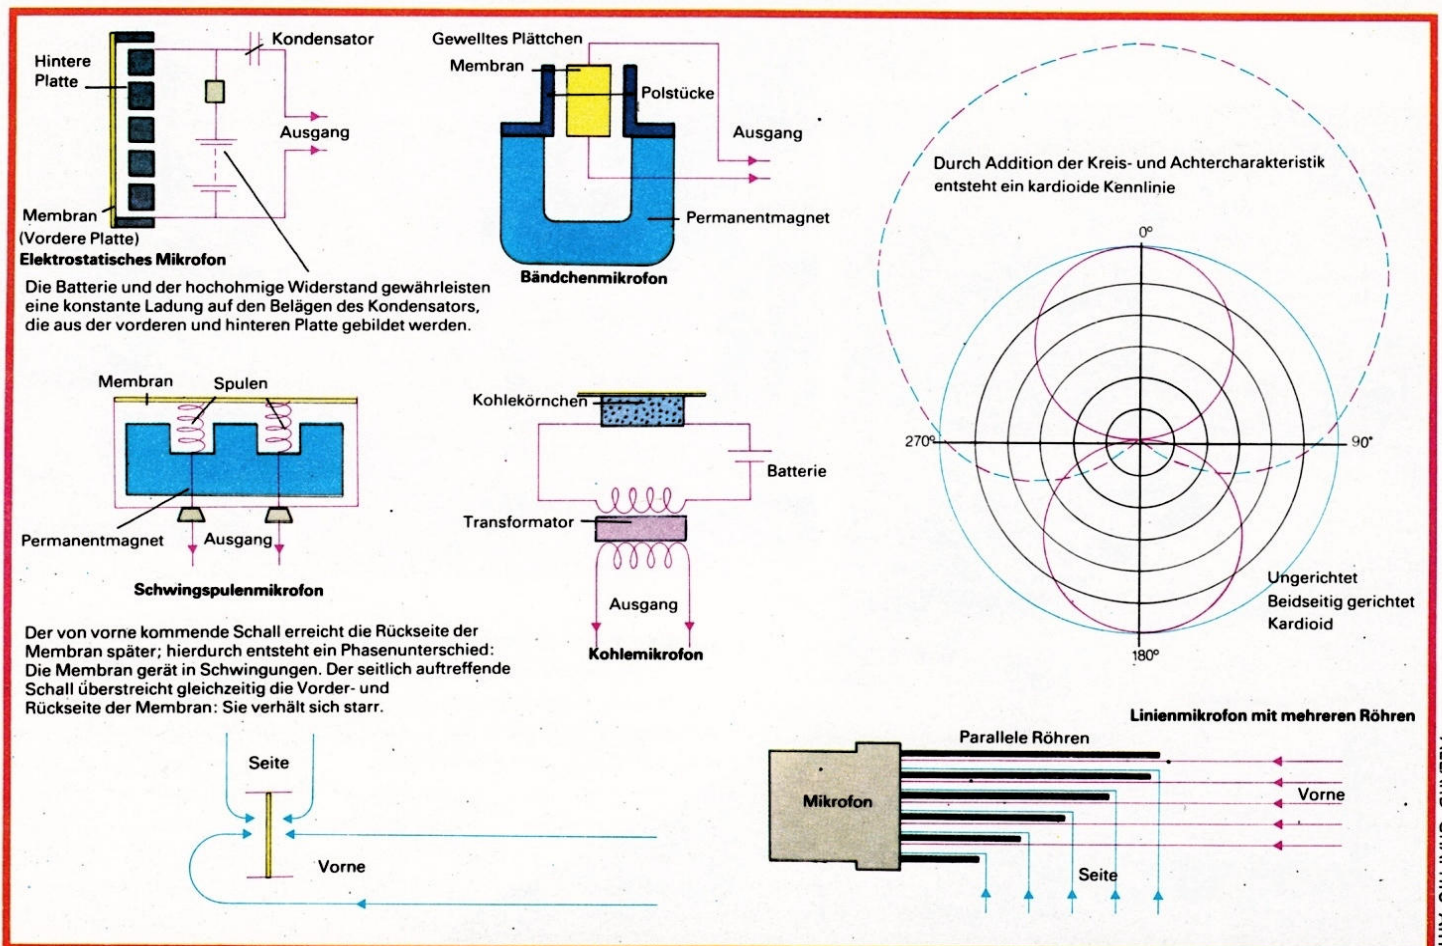 Kondensator
Hintere
Platte
Ausgang
Membran
(Vordere Platte)
Elektrostatisches Mikrofon
Die Batterie und der hochohmige Widerstand gewährleisten
eine konstante Ladung auf den Belägen des Kondensators,
die aus der vorderen und hinteren Platte gebildet werden.
Gewelltes Plättchen
Membran
Polstücke
Ausgang
Permanentmagnet
Bändchenmikrofon
Durch Addition der Kreis- und Achtercharakteristik
entsteht ein kardioide Kennlinie
0°
270°
90°
180°
Ungerichtet
Beidseitig gerichtet
Kardioid
Membran
Spulen
Permanentmagnet
Ausgang
Schwingspulenmikrofon
Kohlekörnchen
Batterie
Transformator
Ausgang
Kohlemikrofon
Der von vorne kommende Schall erreicht die Rückseite der
Membran später; hierdurch entsteht ein Phasenunterschied:
Die Membran gerät in Schwingungen. Der seitlich auftreffende
Schall überstreicht gleichzeitig die Vorder- und
Rückseite der Membran: Sie verhält sich starr.
Seite
Vorne
Linienmikrofon mit mehreren Röhren
Parallele Röhren
Mikrofon
Vorne
Seite